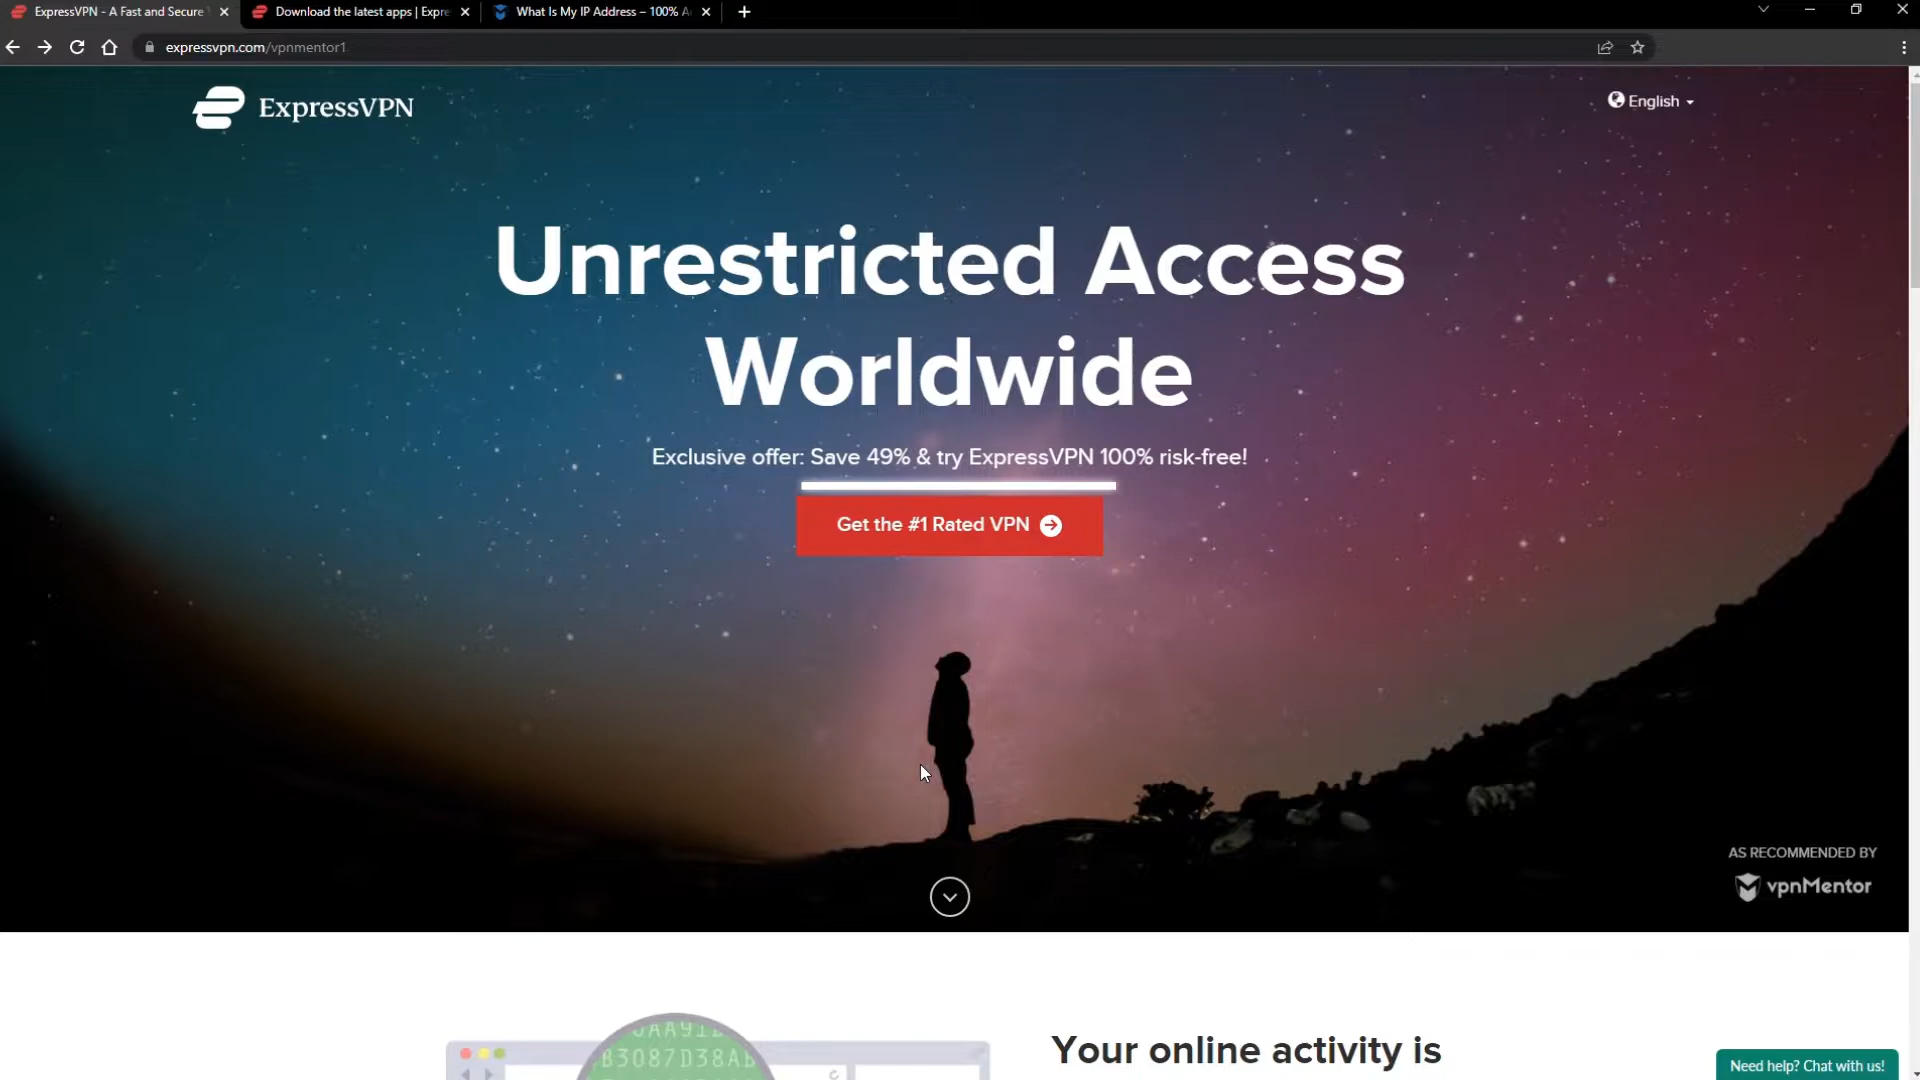 ExpressVPN - A Fast and Secure
Download the latest apps | Expre
What Is My IP Address – 100% A
expressvpn.com/vpnmentor1
ExpressVPN
English
Unrestricted Access
Worldwide
Exclusive offer: Save 49% & try ExpressVPN 100% risk-free!
Get the #1 Rated VPN
AS RECOMMENDED BY
vpnMentor
B3087D38AB
Your online activity is
Need help? Chat with us!